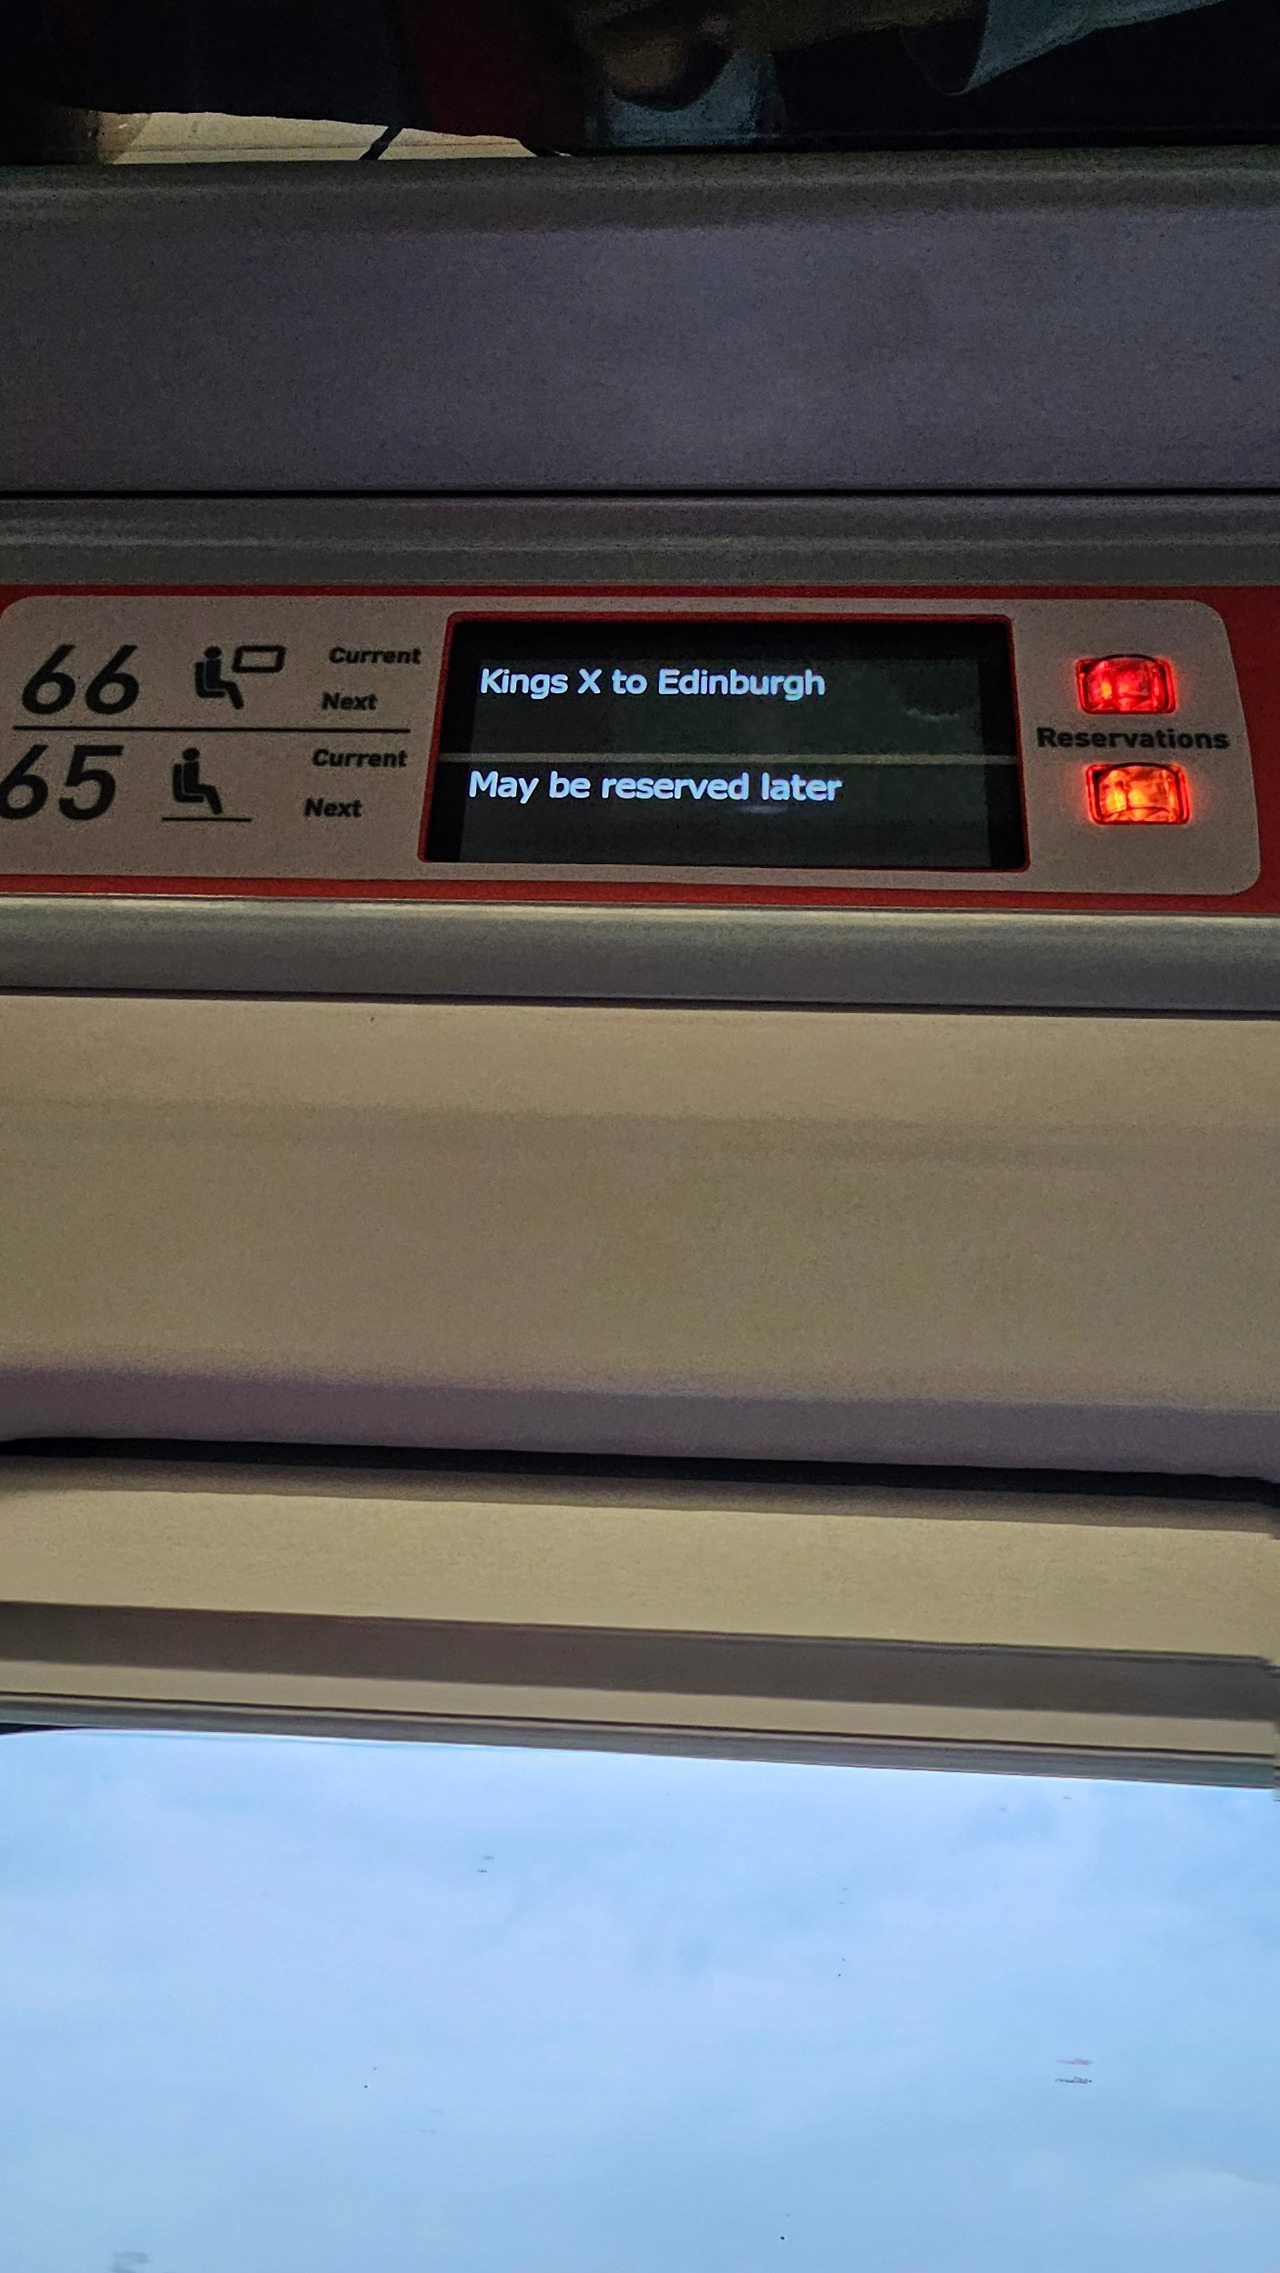 66 Current Kings X to Edinburgh
Next
Reservations
65 Current May be reserved later
Next